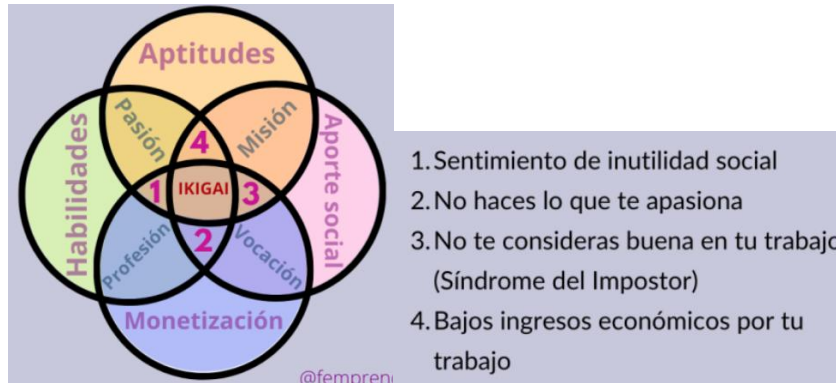 Aptitudes
Pasión
4
Misión
Habilidades
1
IKIGAI
3
Aporte social
2
Profesión
Vocación
Monetización
@fempren
1. Sentimiento de inutilidad social
2. No haces lo que te apasiona
3. No te consideras buena en tu trabajo
(Síndrome del Impostor)
4. Bajos ingresos económicos por tu
trabajo